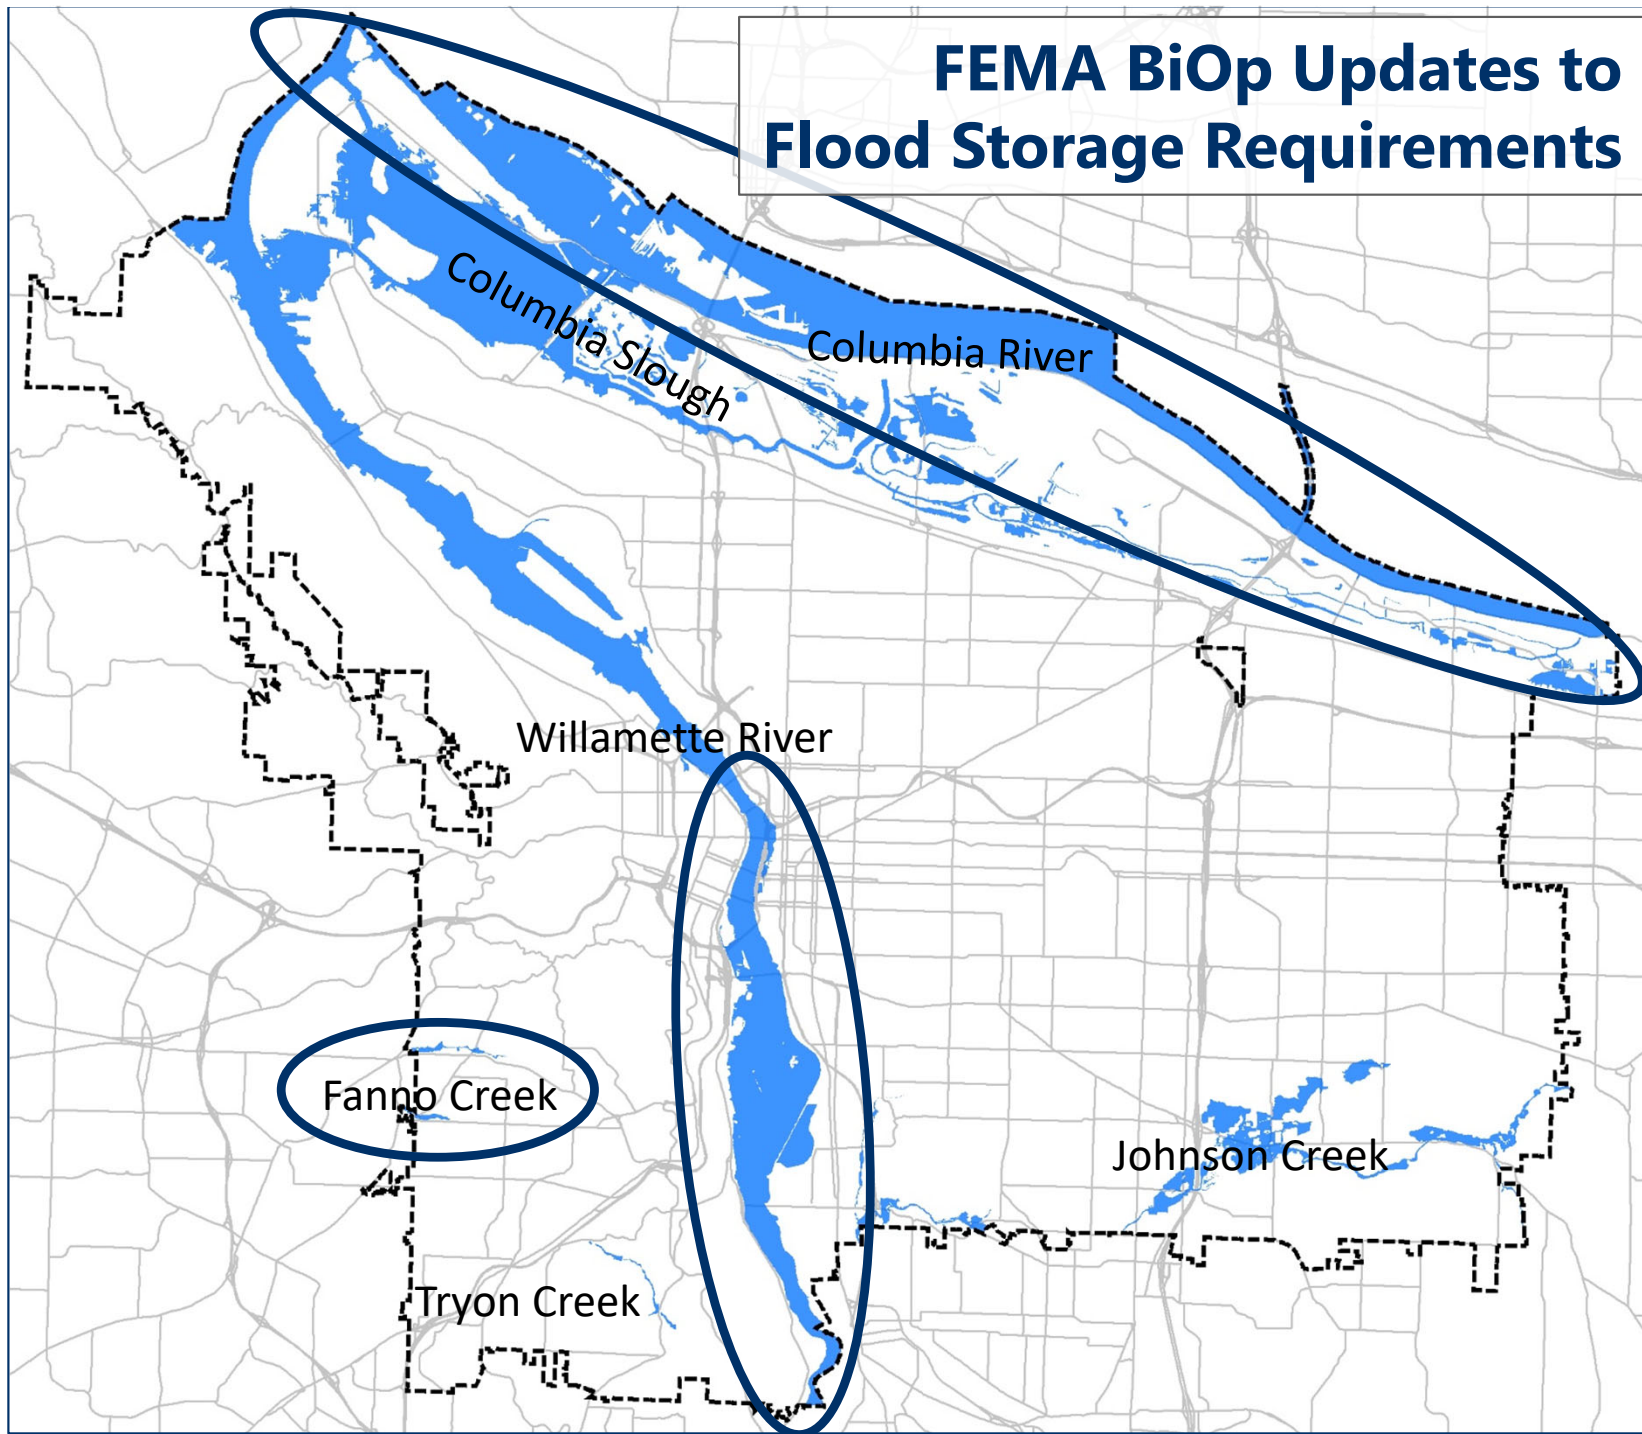 FEMA BiOp Updates to
Flood Storage Requirements
Columbia Slough
Columbia River
Willamette River
Fanno Creek
Johnson Creek
Tryon Creek